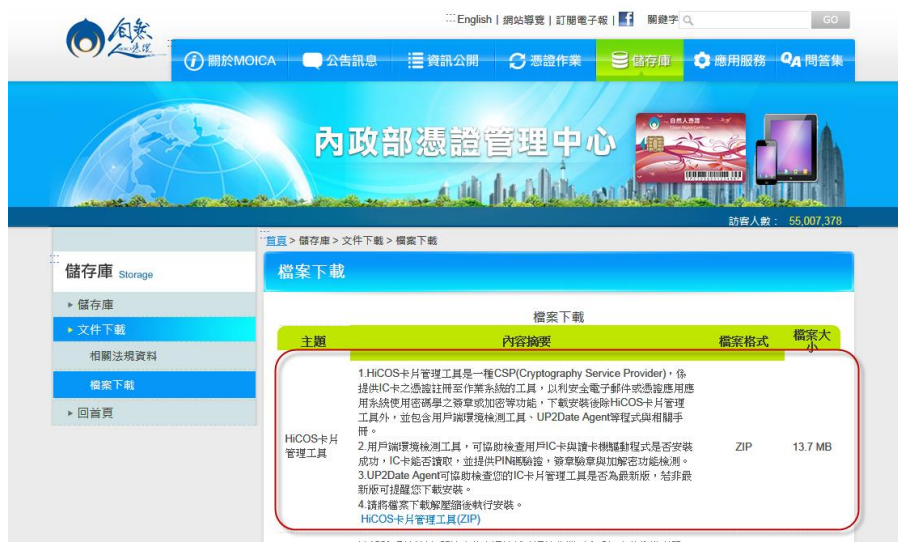 English | 網站導覽 | 訂閱電子報 | 關鍵字 GO
自然人憑證
關於MOICA 公告訊息 資訊公開 憑證作業 儲存庫 應用服務 QA 問答集
內政部憑證管理中心
自然人憑證
訪客人數： 55,007,378
首頁 > 儲存庫 > 文件下載 > 檔案下載
儲存庫 Storage
檔案下載
儲存庫
文件下載
相關法規資料
檔案下載
回首頁
檔案下載
主題 內容摘要 檔案格式 檔案大小
HiCOS卡片管理工具
1.HiCOS卡片管理工具是一種CSP(Cryptography Service Provider)，係
提供IC卡之憑證註冊至作業系統的工具，以利安全電子郵件或憑證應用應
用系統使用密碼學之簽章或加密等功能，下載安裝後除HiCOS卡片管理
工具外，並包含用戶端環境檢測工具、UP2Date Agent等程式與相關手
冊。
2.用戶端環境檢測工具，可協助檢查用戶IC卡與讀卡機驅動程式是否安裝
成功，IC卡能否讀取，並提供PIN碼驗證，簽章驗章與加解密功能檢測。
3.UP2Date Agent可協助檢查您的IC卡片管理工具是否為最新版，若非最
新版可提醒您下載安裝。
4.請將檔案下載解壓縮後執行安裝。
HiCOS卡片管理工具(ZIP)
ZIP 13.7 MB